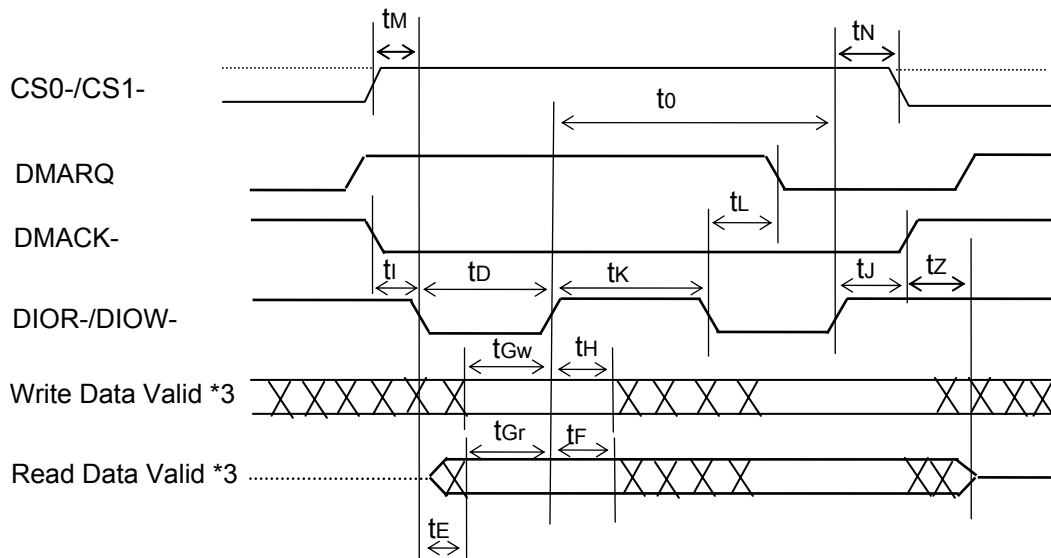 tM tN
CS0-/CS1-
t0
DMARQ
tL
DMACK-
tI tD tK tJ tZ
DIOR-/DIOW-
tGw tH
Write Data Valid *3
tGr tF
Read Data Valid *3
tE